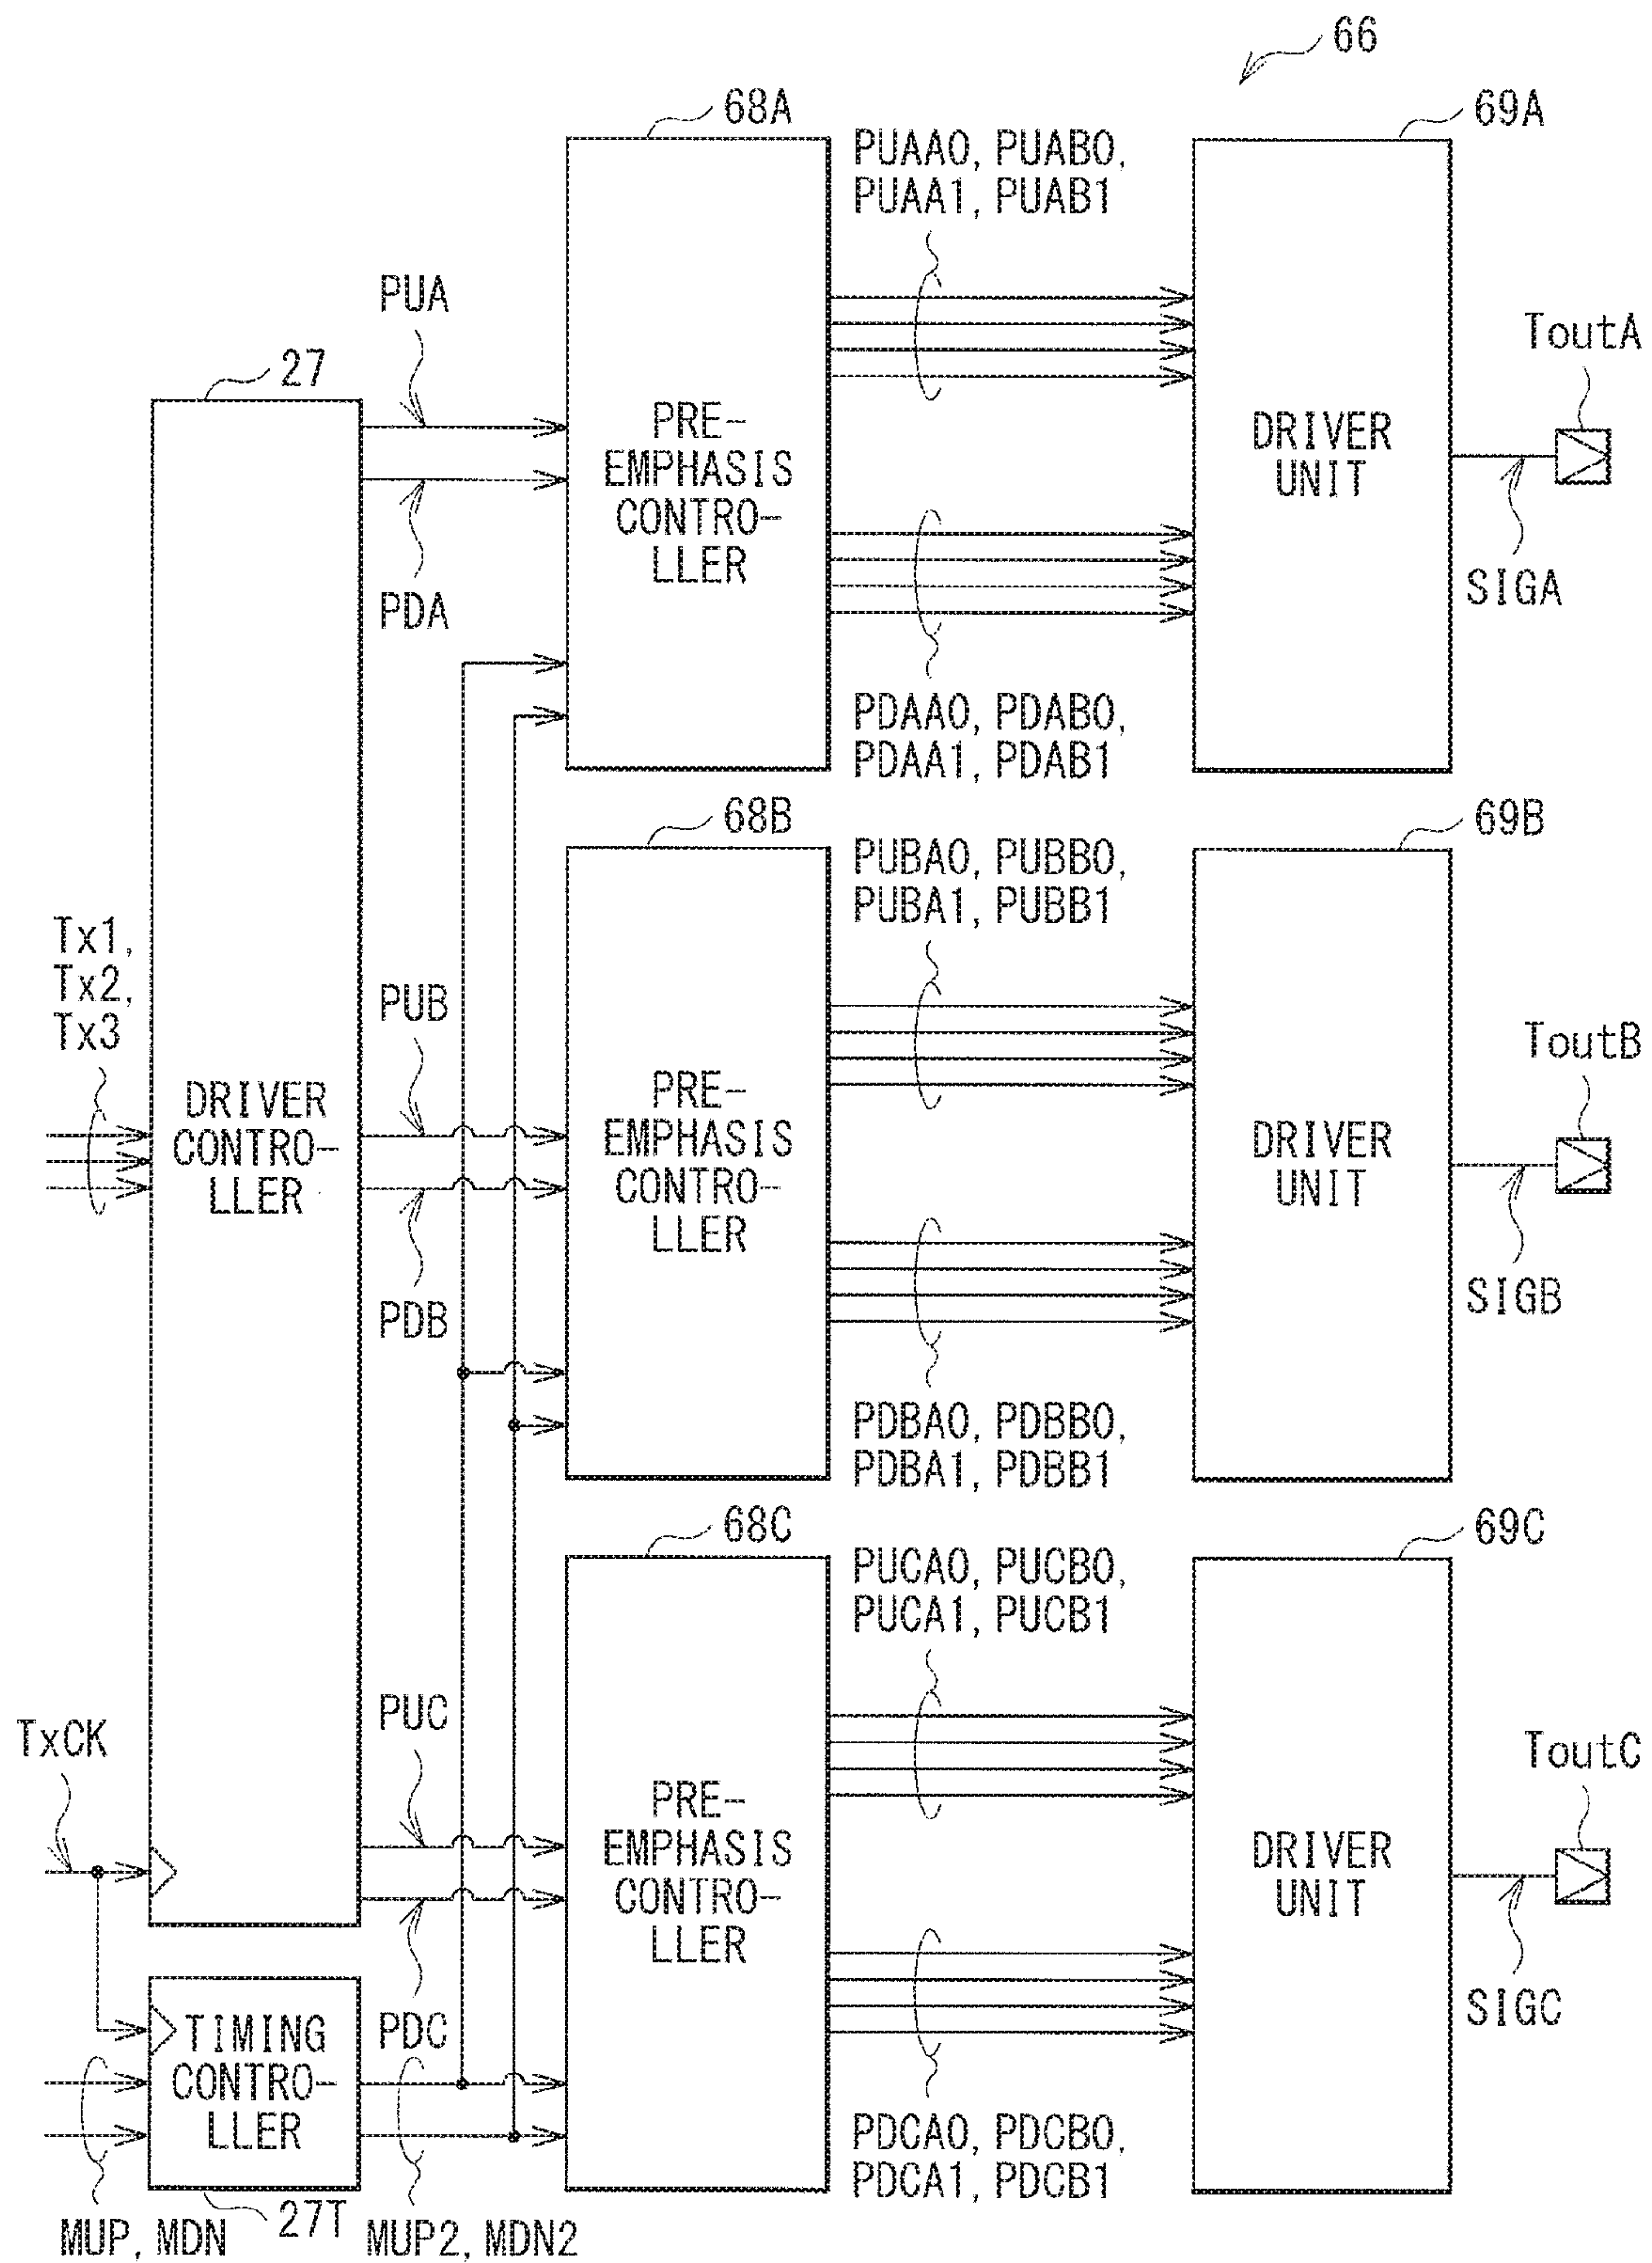 66
68A
69A
PUAA0, PUAB0,
PUAA1, PUAB1
PUA
27
ToutA
PRE-
EMPHASIS
CONTRO-
LLER
DRIVER
UNIT
PDA
SIGA
PDAA0, PDAB0,
PDAA1, PDAB1
68B
69B
PUBA0, PUBB0,
PUBA1, PUBB1
Tx1,
Tx2,
Tx3
PUB
ToutB
DRIVER
CONTRO-
LLER
PRE-
EMPHASIS
CONTRO-
LLER
DRIVER
UNIT
PDB
SIGB
PDBA0, PDBB0,
PDBA1, PDBB1
68C
69C
PUCA0, PUCB0,
PUCA1, PUCB1
PUC
TxCK
ToutC
PRE-
EMPHASIS
CONTRO-
LLER
DRIVER
UNIT
PDC
SIGC
TIMING
CONTRO-
LLER
PDCA0, PDCB0,
PDCA1, PDCB1
27T
MUP, MDN
MUP2, MDN2